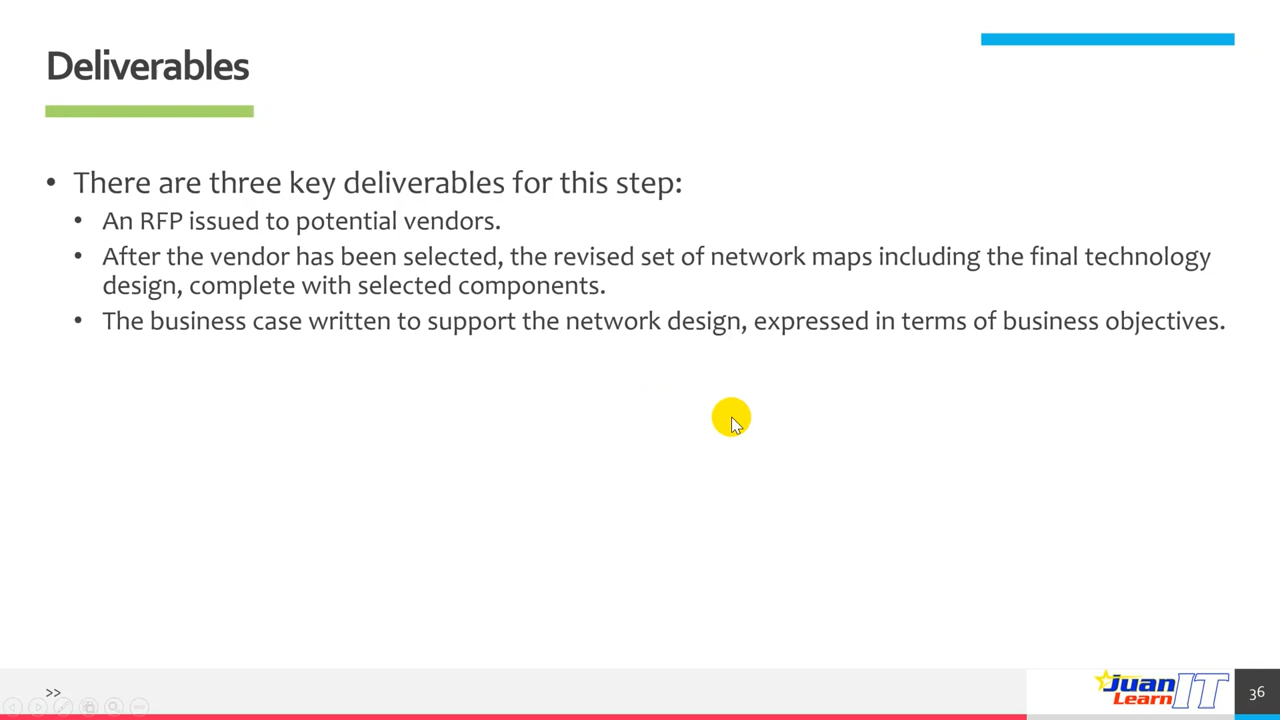 Deliverables
• There are three key deliverables for this step:
• An RFP issued to potential vendors.
• After the vendor has been selected, the revised set of network maps including the final technology
design, complete with selected components.
• The business case written to support the network design, expressed in terms of business objectives.
>>
Juan
Learn
IT
36